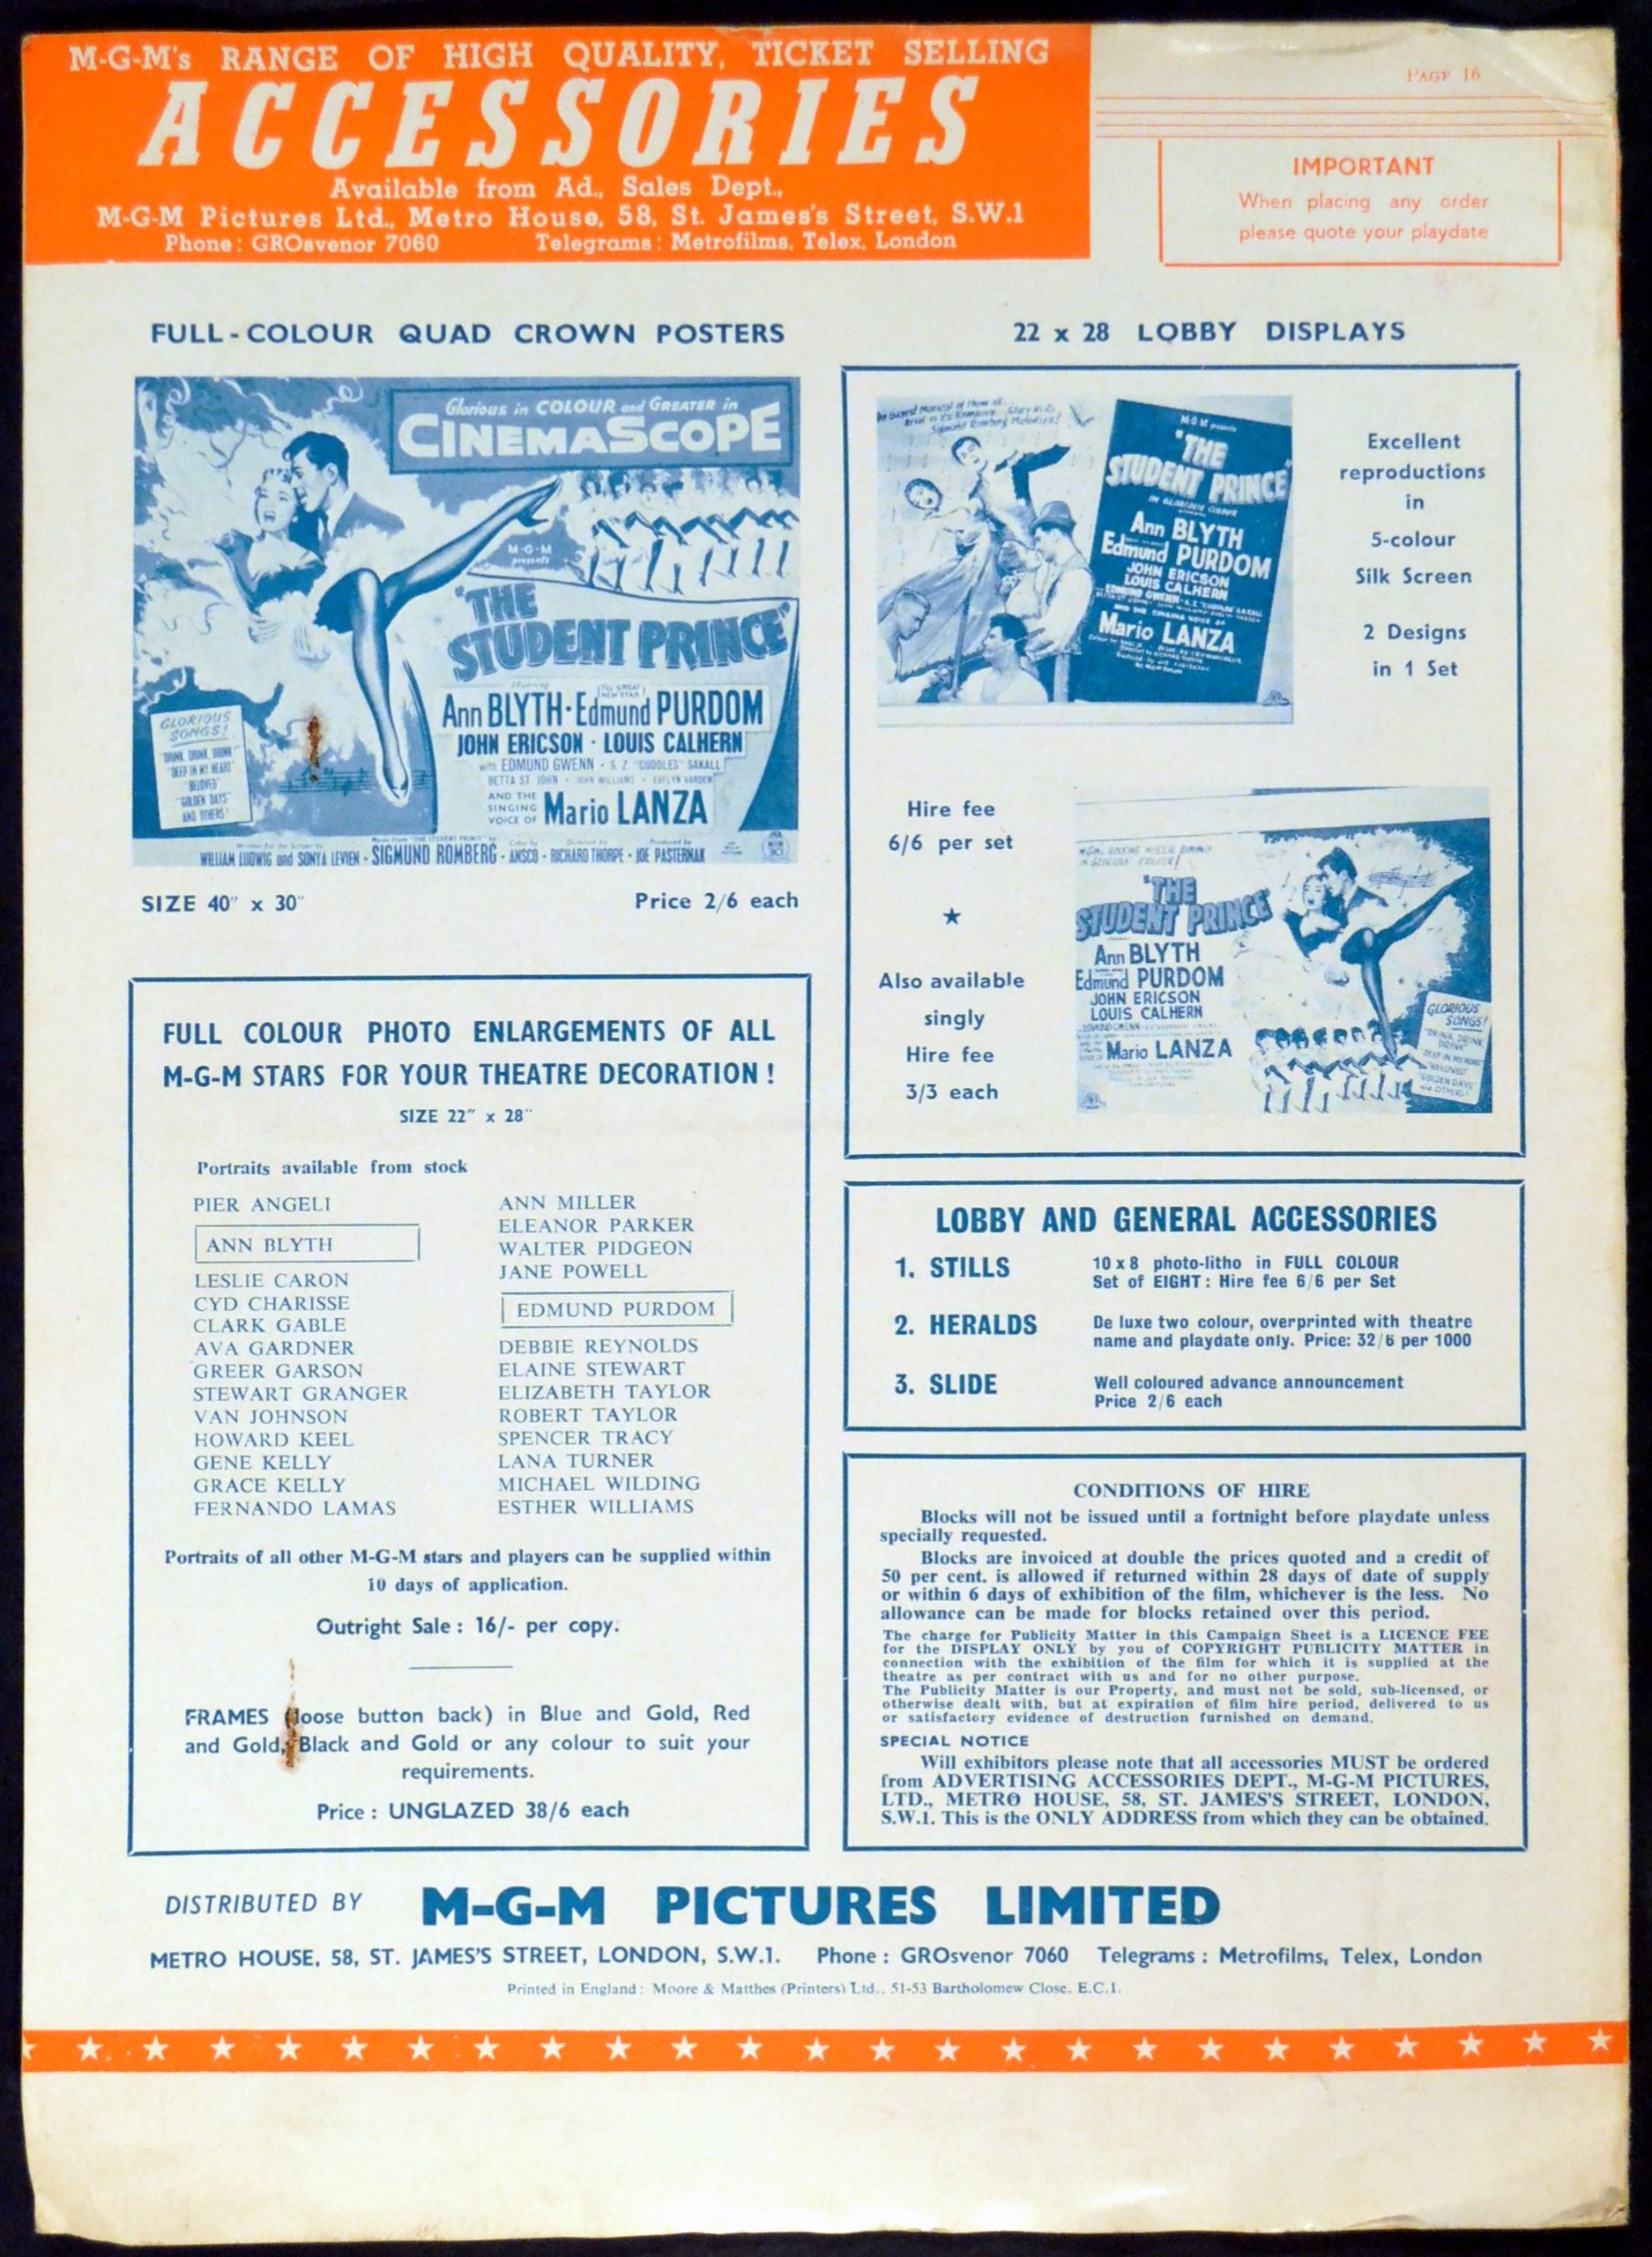 M-G-M's RANGE OF HIGH QUALITY, TICKET SELLING
ACCESSORIES
Available from Ad., Sales Dept.,
M-G-M Pictures Ltd., Metro House, 58, St. James's Street, S.W.1
Phone: GROsvenor 7060 Telegrams: Metrofilms, Telex, London
PAGE 16
IMPORTANT
When placing any order
please quote your playdate
FULL-COLOUR QUAD CROWN POSTERS
Glorious in COLOUR and GREATER in
CINEMASCOPE
M-G-M
presents
"THE
STUDENT PRINCE"
Starring
Ann BLYTH · Edmund PURDOM
JOHN ERICSON · LOUIS CALHERN
with EDMUND GWENN · S. Z. "CUDDLES" SAKALL
BETTA ST JOHN · JOHN WILLIAMS · EVELYN VARDEN
AND THE
SINGING
VOICE OF
Mario LANZA
GLORIOUS
SONGS!
"DRINK, DRINK, DRINK"
"DEEP IN MY HEART"
"BELOVED"
"GOLDEN DAYS"
AND OTHERS!
WILLIAM LUDWIG and SONYA LEVIEN · SIGMUND ROMBERG · ANSCO · RICHARD THORPE · JOE PASTERNAK
SIZE 40" x 30"
Price 2/6 each
22 x 28 LOBBY DISPLAYS
M-G-M presents
"THE
STUDENT PRINCE"
IN GLORIOUS COLOUR
Ann BLYTH
Edmund PURDOM
JOHN ERICSON
LOUIS CALHERN
Mario LANZA
Excellent
reproductions
in
5-colour
Silk Screen
2 Designs
in 1 Set
Hire fee
6/6 per set
★
Also available
singly
Hire fee
3/3 each
"THE
STUDENT PRINCE"
Ann BLYTH
Edmund PURDOM
JOHN ERICSON
LOUIS CALHERN
Mario LANZA
GLORIOUS
SONGS!
FULL COLOUR PHOTO ENLARGEMENTS OF ALL
M-G-M STARS FOR YOUR THEATRE DECORATION !
SIZE 22" x 28"
Portraits available from stock
PIER ANGELI
ANN BLYTH
LESLIE CARON
CYD CHARISSE
CLARK GABLE
AVA GARDNER
GREER GARSON
STEWART GRANGER
VAN JOHNSON
HOWARD KEEL
GENE KELLY
GRACE KELLY
FERNANDO LAMAS
ANN MILLER
ELEANOR PARKER
WALTER PIDGEON
JANE POWELL
EDMUND PURDOM
DEBBIE REYNOLDS
ELAINE STEWART
ELIZABETH TAYLOR
ROBERT TAYLOR
SPENCER TRACY
LANA TURNER
MICHAEL WILDING
ESTHER WILLIAMS
Portraits of all other M-G-M stars and players can be supplied within
10 days of application.
Outright Sale : 16/- per copy.
FRAMES (loose button back) in Blue and Gold, Red
and Gold, Black and Gold or any colour to suit your
requirements.
Price : UNGLAZED 38/6 each
LOBBY AND GENERAL ACCESSORIES
1. STILLS
10 x 8 photo-litho in FULL COLOUR
Set of EIGHT : Hire fee 6/6 per Set
2. HERALDS
De luxe two colour, overprinted with theatre
name and playdate only. Price: 32/6 per 1000
3. SLIDE
Well coloured advance announcement
Price 2/6 each
CONDITIONS OF HIRE
Blocks will not be issued until a fortnight before playdate unless
specially requested.
Blocks are invoiced at double the prices quoted and a credit of
50 per cent. is allowed if returned within 28 days of date of supply
or within 6 days of exhibition of the film, whichever is the less. No
allowance can be made for blocks retained over this period.
The charge for Publicity Matter in this Campaign Sheet is a LICENCE FEE
for the DISPLAY ONLY by you of COPYRIGHT PUBLICITY MATTER in
connection with the exhibition of the film for which it is supplied at the
theatre as per contract with us and for no other purpose.
The Publicity Matter is our Property, and must not be sold, sub-licensed, or
otherwise dealt with, but at expiration of film hire period, delivered to us
or satisfactory evidence of destruction furnished on demand.
SPECIAL NOTICE
Will exhibitors please note that all accessories MUST be ordered
from ADVERTISING ACCESSORIES DEPT., M-G-M PICTURES,
LTD., METRO HOUSE, 58, ST. JAMES'S STREET, LONDON,
S.W.1. This is the ONLY ADDRESS from which they can be obtained.
DISTRIBUTED BY M-G-M PICTURES LIMITED
METRO HOUSE, 58, ST. JAMES'S STREET, LONDON, S.W.1. Phone : GROsvenor 7060 Telegrams : Metrofilms, Telex, London
Printed in England : Moore & Matthes (Printers) Ltd., 51-53 Bartholomew Close, E.C.1.